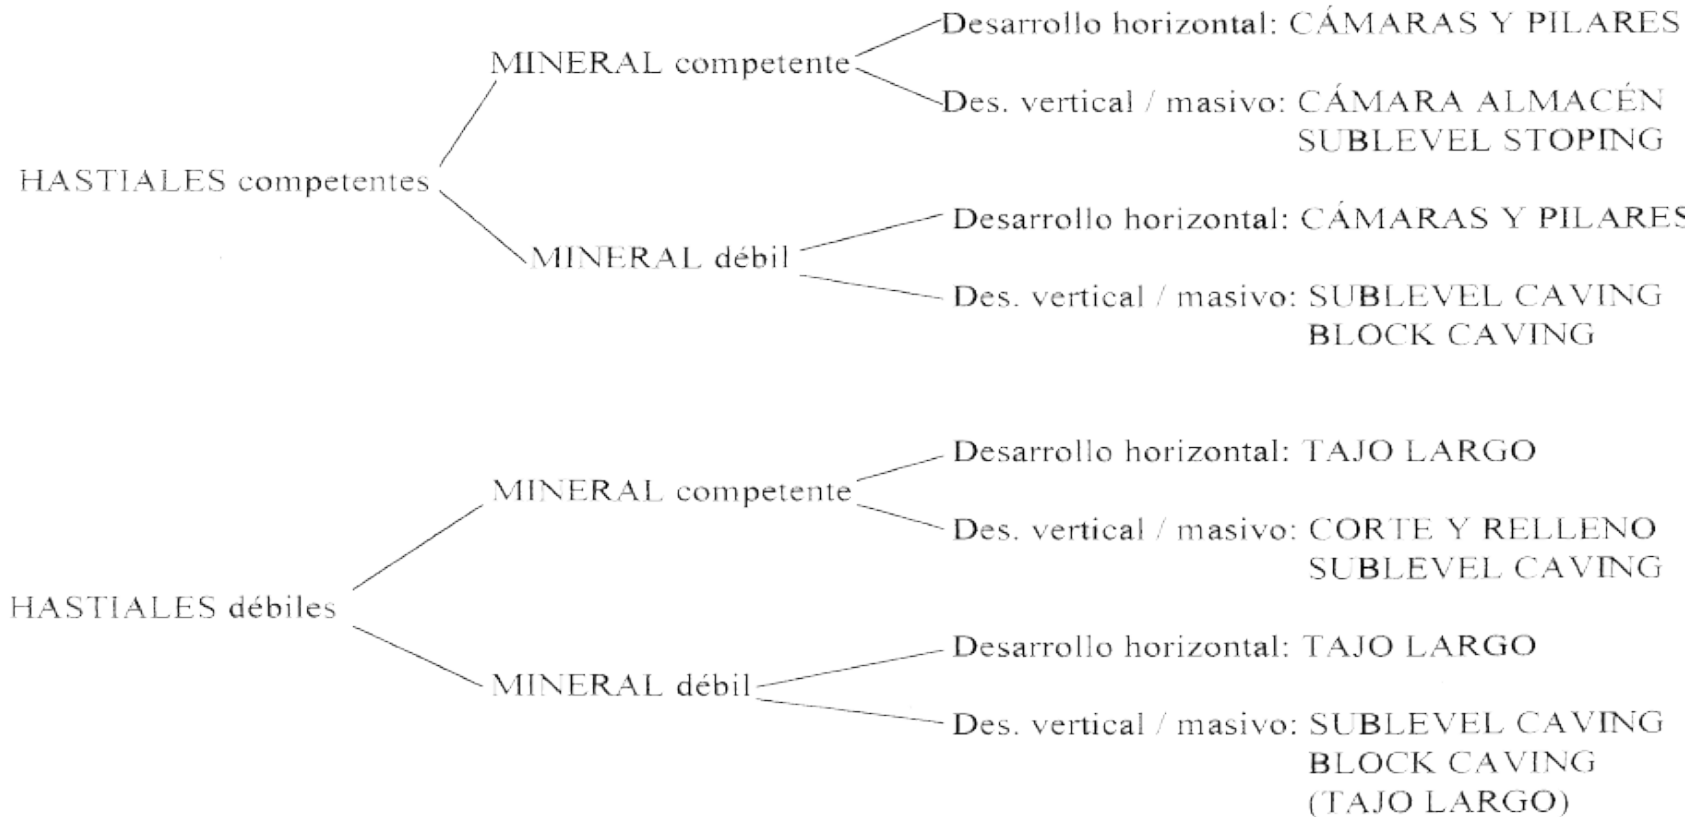 Desarrollo horizontal: CÁMARAS Y PILARES
MINERAL competente
Des. vertical / masivo: CÁMARA ALMACÉN
SUBLEVEL STOPING
HASTIALES competentes
Desarrollo horizontal: CÁMARAS Y PILARES
MINERAL débil
Des. vertical / masivo: SUBLEVEL CAVING
BLOCK CAVING
Desarrollo horizontal: TAJO LARGO
MINERAL competente
Des. vertical / masivo: CORTE Y RELLENO
SUBLEVEL CAVING
HASTIALES débiles
Desarrollo horizontal: TAJO LARGO
MINERAL débil
Des. vertical / masivo: SUBLEVEL CAVING
BLOCK CAVING
(TAJO LARGO)